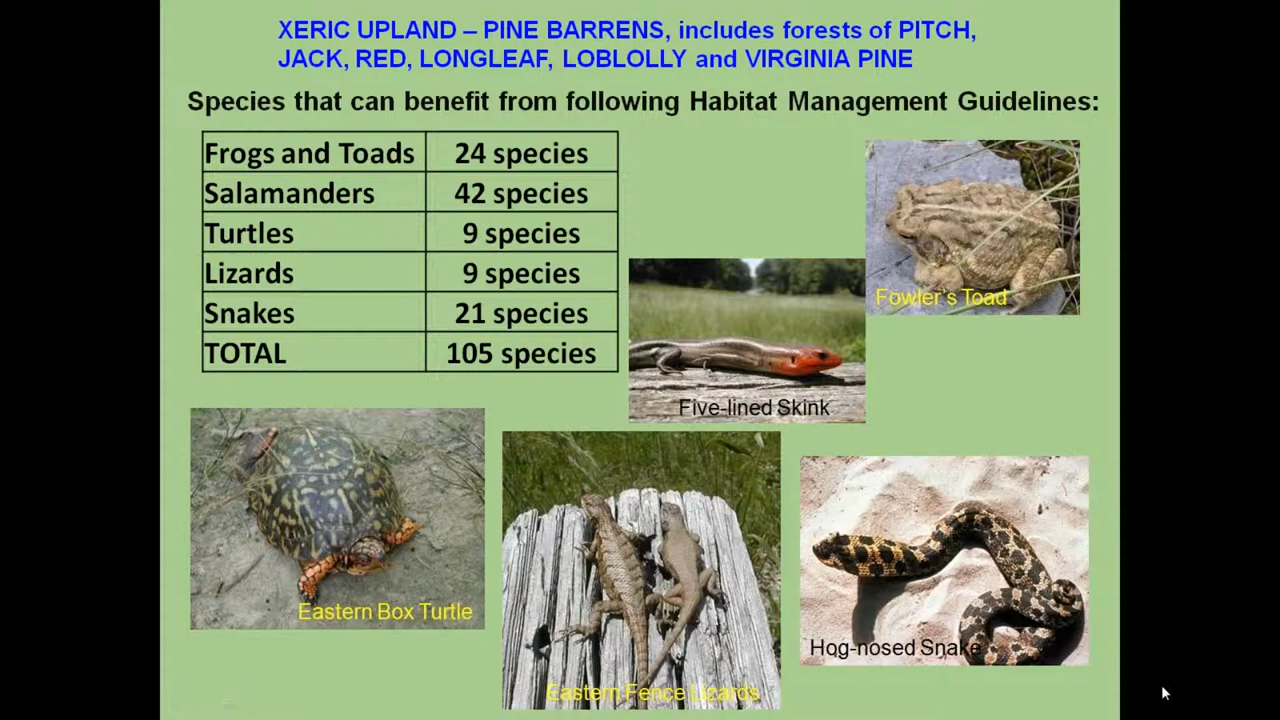 XERIC UPLAND – PINE BARRENS, includes forests of PITCH,
JACK, RED, LONGLEAF, LOBLOLLY and VIRGINIA PINE
Species that can benefit from following Habitat Management Guidelines:
Frogs and Toads 24 species
Salamanders 42 species
Turtles 9 species
Lizards 9 species
Snakes 21 species
TOTAL 105 species
Fowler's Toad
Five-lined Skink
Eastern Box Turtle
Hog-nosed Snake
Eastern Fence Lizards